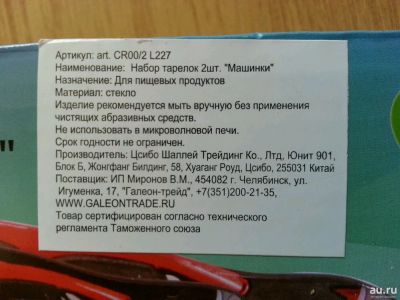 Артикул: art. CR00/2 L227
Наименование: Набор тарелок 2шт. "Машинки"
Назначение: Для пищевых продуктов
Материал: стекло
Изделие рекомендуется мыть вручную без применения
чистящих абразивных средств.
Не использовать в микроволновой печи.
Срок годности не ограничен.
Производитель: Цсибо Шаллей Трейдинг Ко., Лтд, Юнит 901,
Блок Б, Жонгфанг Билдинг, 58, Хуаганг Роуд, Цсибо, 255031 Китай
Поставщик: ИП Миронов В.М., 454082 г. Челябинск, ул.
Игуменка, 17, "Галеон-трейд", +7(351)200-21-35,
WWW.GALEONTRADE.RU
Товар сертифицирован согласно технического
регламента Таможенного союза
"
au.ru